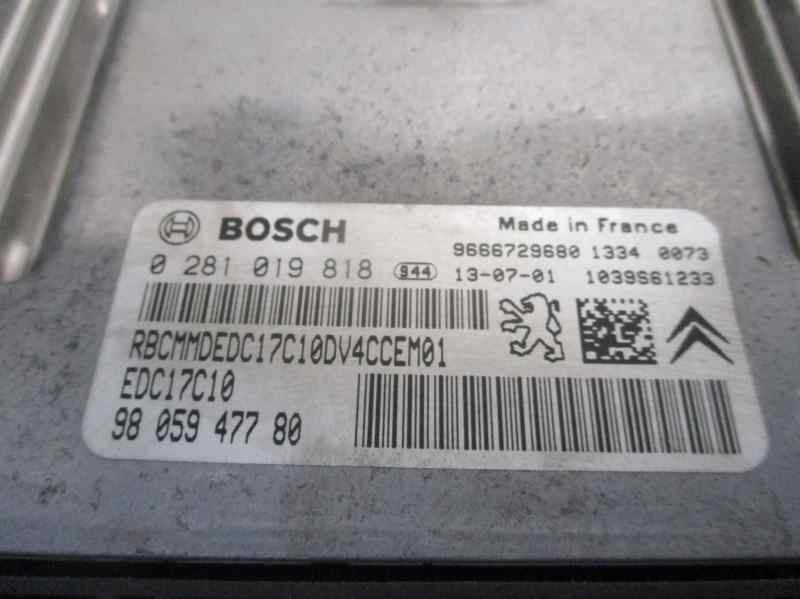 BOSCH
Made in France
9666729680 1334 0073
0 281 019 818 944 13-07-01 1039S61233
RBCMMDEDC17C10DV4CCEM01
EDC17C10
98 059 477 80